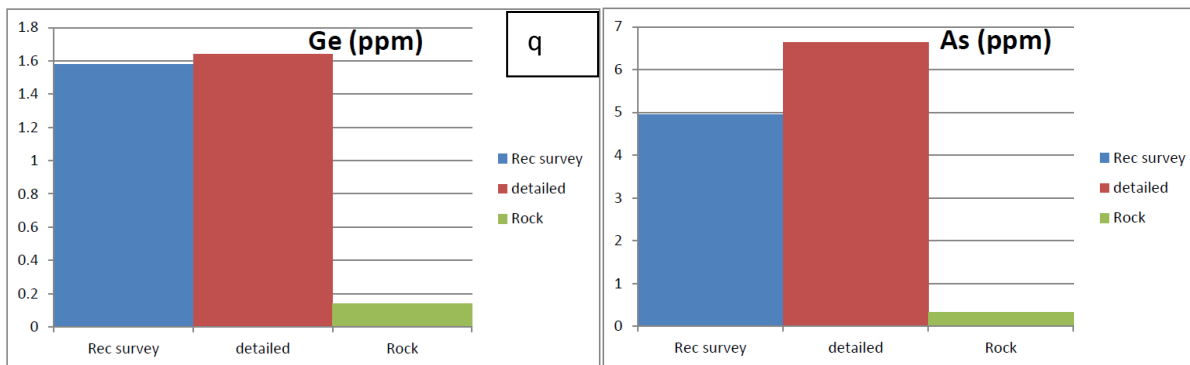 Ge (ppm)
q
1.8
1.6
1.4
1.2
1
0.8
0.6
0.4
0.2
0
Rec survey
detailed
Rock
Rec survey
detailed
Rock
As (ppm)
7
6
5
4
3
2
1
0
Rec survey
detailed
Rock
Rec survey
detailed
Rock